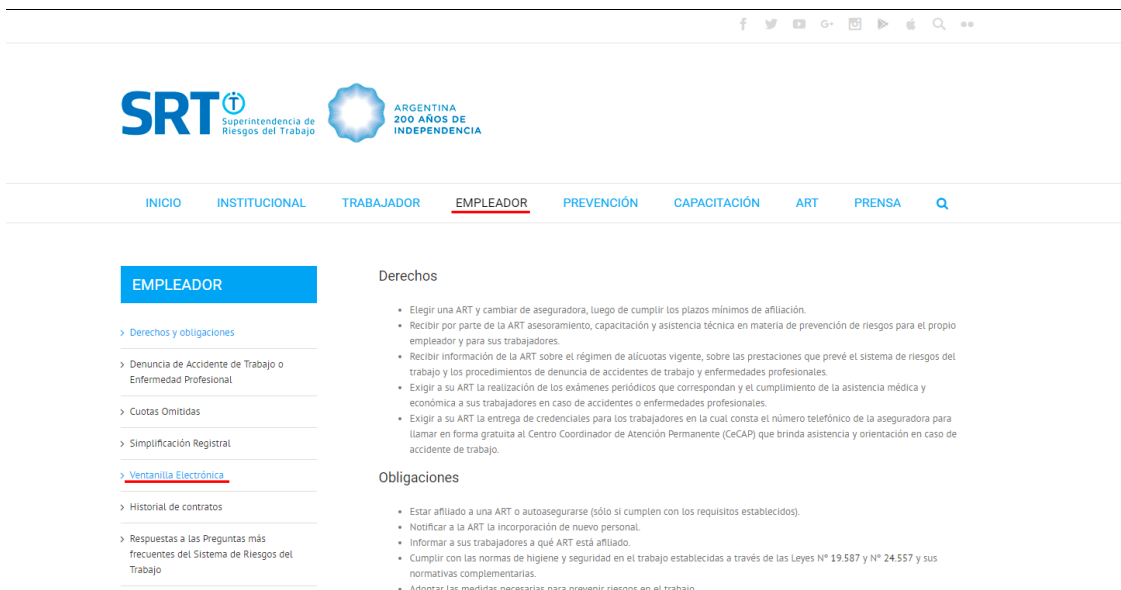 SRT
Superintendencia de
Riesgos del Trabajo
ARGENTINA
200 AÑOS DE
INDEPENDENCIA
INICIO INSTITUCIONAL TRABAJADOR EMPLEADOR PREVENCIÓN CAPACITACIÓN ART PRENSA
EMPLEADOR
Derechos y obligaciones
Denuncia de Accidente de Trabajo o
Enfermedad Profesional
Cuotas Omitidas
Simplificación Registral
Ventanilla Electrónica
Historial de contratos
Respuestas a las Preguntas más
frecuentes del Sistema de Riesgos del
Trabajo
Derechos
• Elegir una ART y cambiar de aseguradora, luego de cumplir los plazos mínimos de afiliación.
• Recibir por parte de la ART asesoramiento, capacitación y asistencia técnica en materia de prevención de riesgos para el propio
empleador y para sus trabajadores.
• Recibir información de la ART sobre el régimen de alícuotas vigente, sobre las prestaciones que prevé el sistema de riesgos del
trabajo y los procedimientos de denuncia de accidentes de trabajo y enfermedades profesionales.
• Exigir a su ART la realización de los exámenes periódicos que correspondan y el cumplimiento de la asistencia médica y
económica a sus trabajadores en caso de accidentes o enfermedades profesionales.
• Exigir a su ART la entrega de credenciales para los trabajadores en la cual consta el número telefónico de la aseguradora para
llamar en forma gratuita al Centro Coordinador de Atención Permanente (CeCAP) que brinda asistencia y orientación en caso de
accidente de trabajo.
Obligaciones
• Estar afiliado a una ART o autoasegurarse (sólo si cumplen con los requisitos establecidos).
• Notificar a la ART la incorporación de nuevo personal.
• Informar a sus trabajadores a qué ART está afiliado.
• Cumplir con las normas de higiene y seguridad en el trabajo establecidas a través de las Leyes Nº 19.587 y Nº 24.557 y sus
normativas complementarias.
• Adoptar las medidas necesarias para prevenir riesgos en el trabajo.